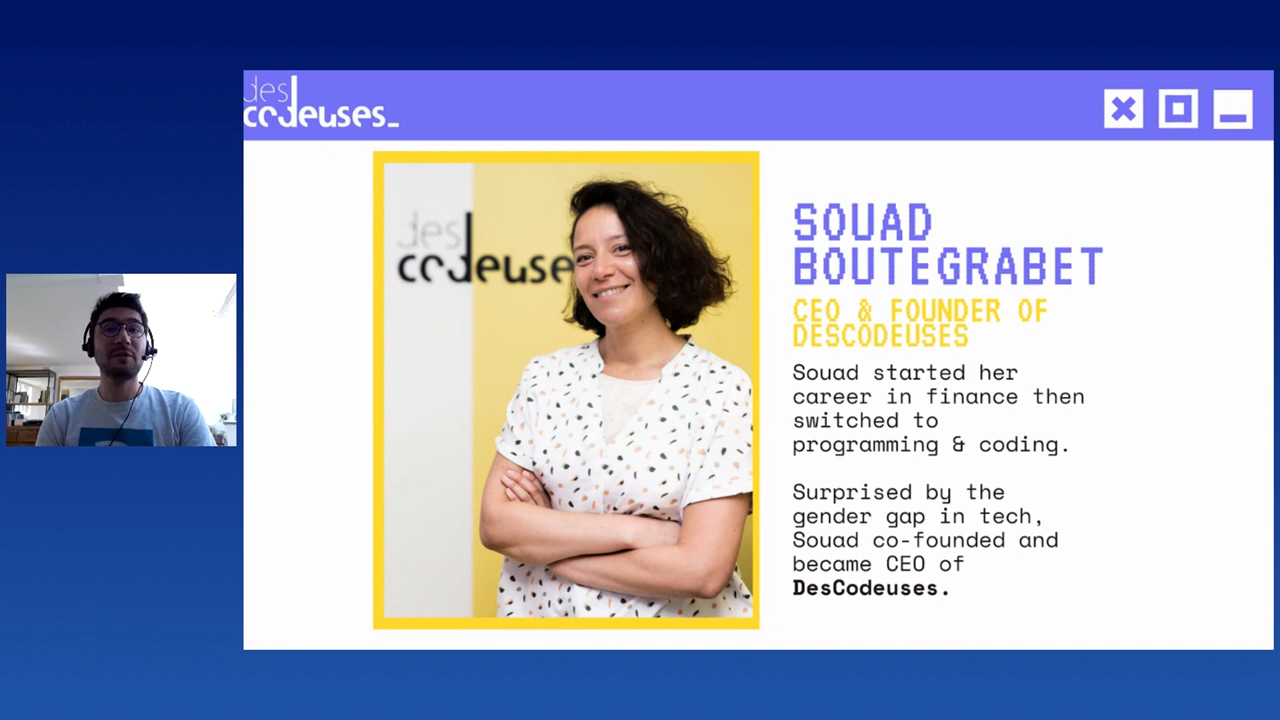 des
codeuses_
des
codeuse
SOUAD
BOUTEGRABET
CEO & FOUNDER OF
DESCODEUSES
Souad started her
career in finance then
switched to
programming & coding.
Surprised by the
gender gap in tech,
Souad co-founded and
became CEO of
DesCodeuses.